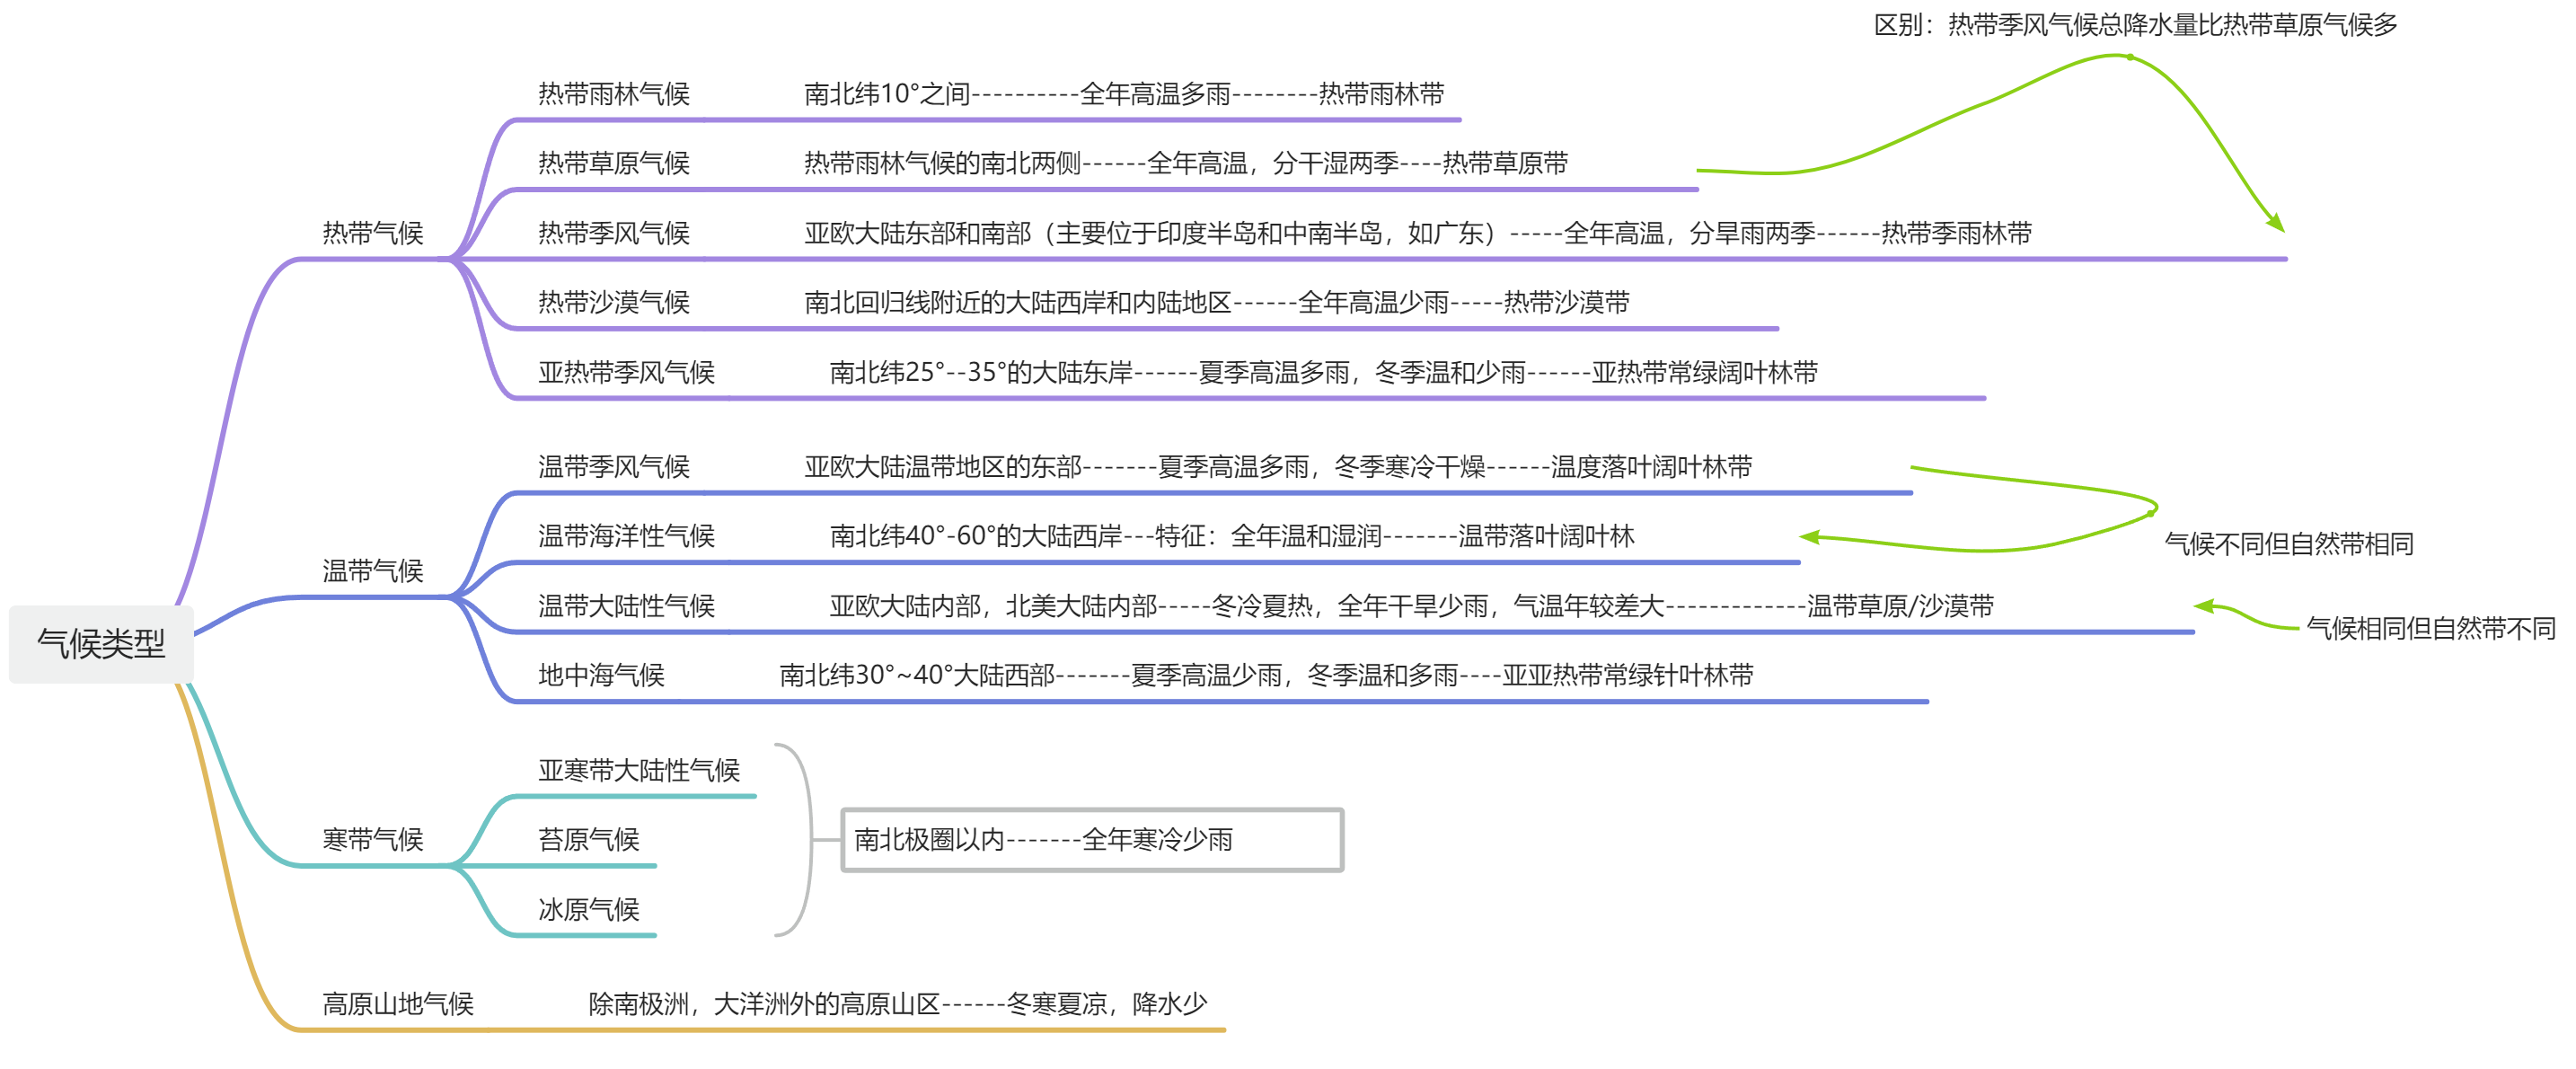 区别：热带季风气候总降水量比热带草原气候多
热带雨林气候 南北纬10°之间----------全年高温多雨--------热带雨林带
热带草原气候 热带雨林气候的南北两侧------全年高温，分干湿两季----热带草原带
热带气候
热带季风气候 亚欧大陆东部和南部（主要位于印度半岛和中南半岛，如广东）-----全年高温，分旱雨两季------热带季雨林带
热带沙漠气候 南北回归线附近的大陆西岸和内陆地区------全年高温少雨-----热带沙漠带
亚热带季风气候 南北纬25°--35°的大陆东岸------夏季高温多雨，冬季温和少雨------亚热带常绿阔叶林带
温带季风气候 亚欧大陆温带地区的东部-------夏季高温多雨，冬季寒冷干燥------温度落叶阔叶林带
温带海洋性气候 南北纬40°-60°的大陆西岸---特征：全年温和湿润-------温带落叶阔叶林
气候不同但自然带相同
温带气候
温带大陆性气候 亚欧大陆内部，北美大陆内部-----冬冷夏热，全年干旱少雨，气温年较差大-------------温带草原/沙漠带
气候相同但自然带不同
气候类型
地中海气候 南北纬30°~40°大陆西部-------夏季高温少雨，冬季温和多雨----亚亚热带常绿针叶林带
亚寒带大陆性气候
寒带气候
苔原气候
南北极圈以内-------全年寒冷少雨
冰原气候
高原山地气候 除南极洲，大洋洲外的高原山区------冬寒夏凉，降水少